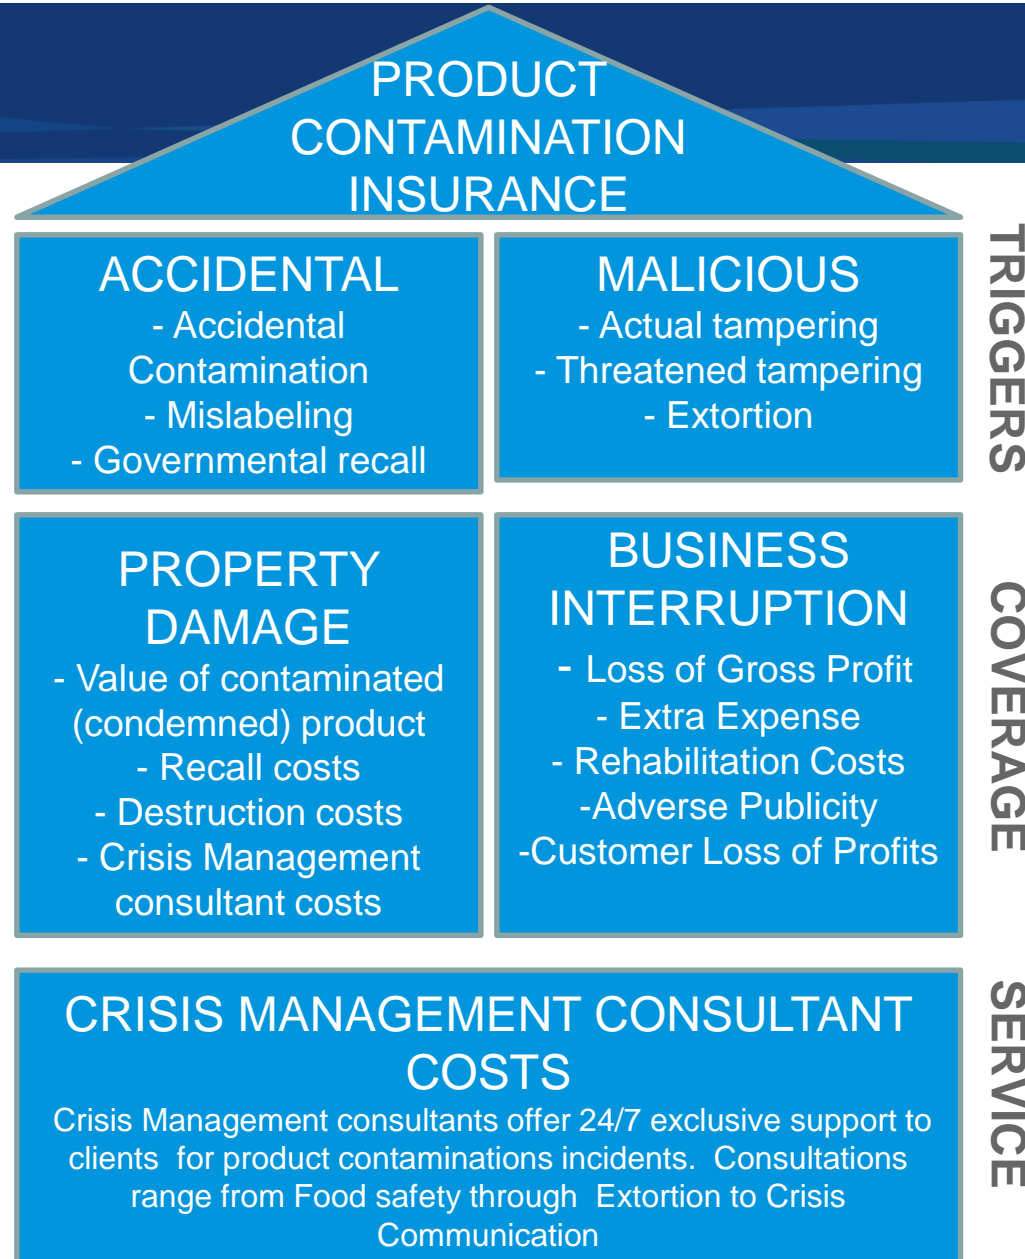 PRODUCT
CONTAMINATION
INSURANCE
ACCIDENTAL
- Accidental
Contamination
- Mislabeling
- Governmental recall
MALICIOUS
- Actual tampering
- Threatened tampering
- Extortion
TRIGGERS
PROPERTY
DAMAGE
- Value of contaminated
(condemned) product
- Recall costs
- Destruction costs
- Crisis Management
consultant costs
BUSINESS
INTERRUPTION
- Loss of Gross Profit
- Extra Expense
- Rehabilitation Costs
-Adverse Publicity
-Customer Loss of Profits
COVERAGE
CRISIS MANAGEMENT CONSULTANT
COSTS
Crisis Management consultants offer 24/7 exclusive support to
clients  for product contaminations incidents.  Consultations
range from Food safety through  Extortion to Crisis
Communication
SERVICE